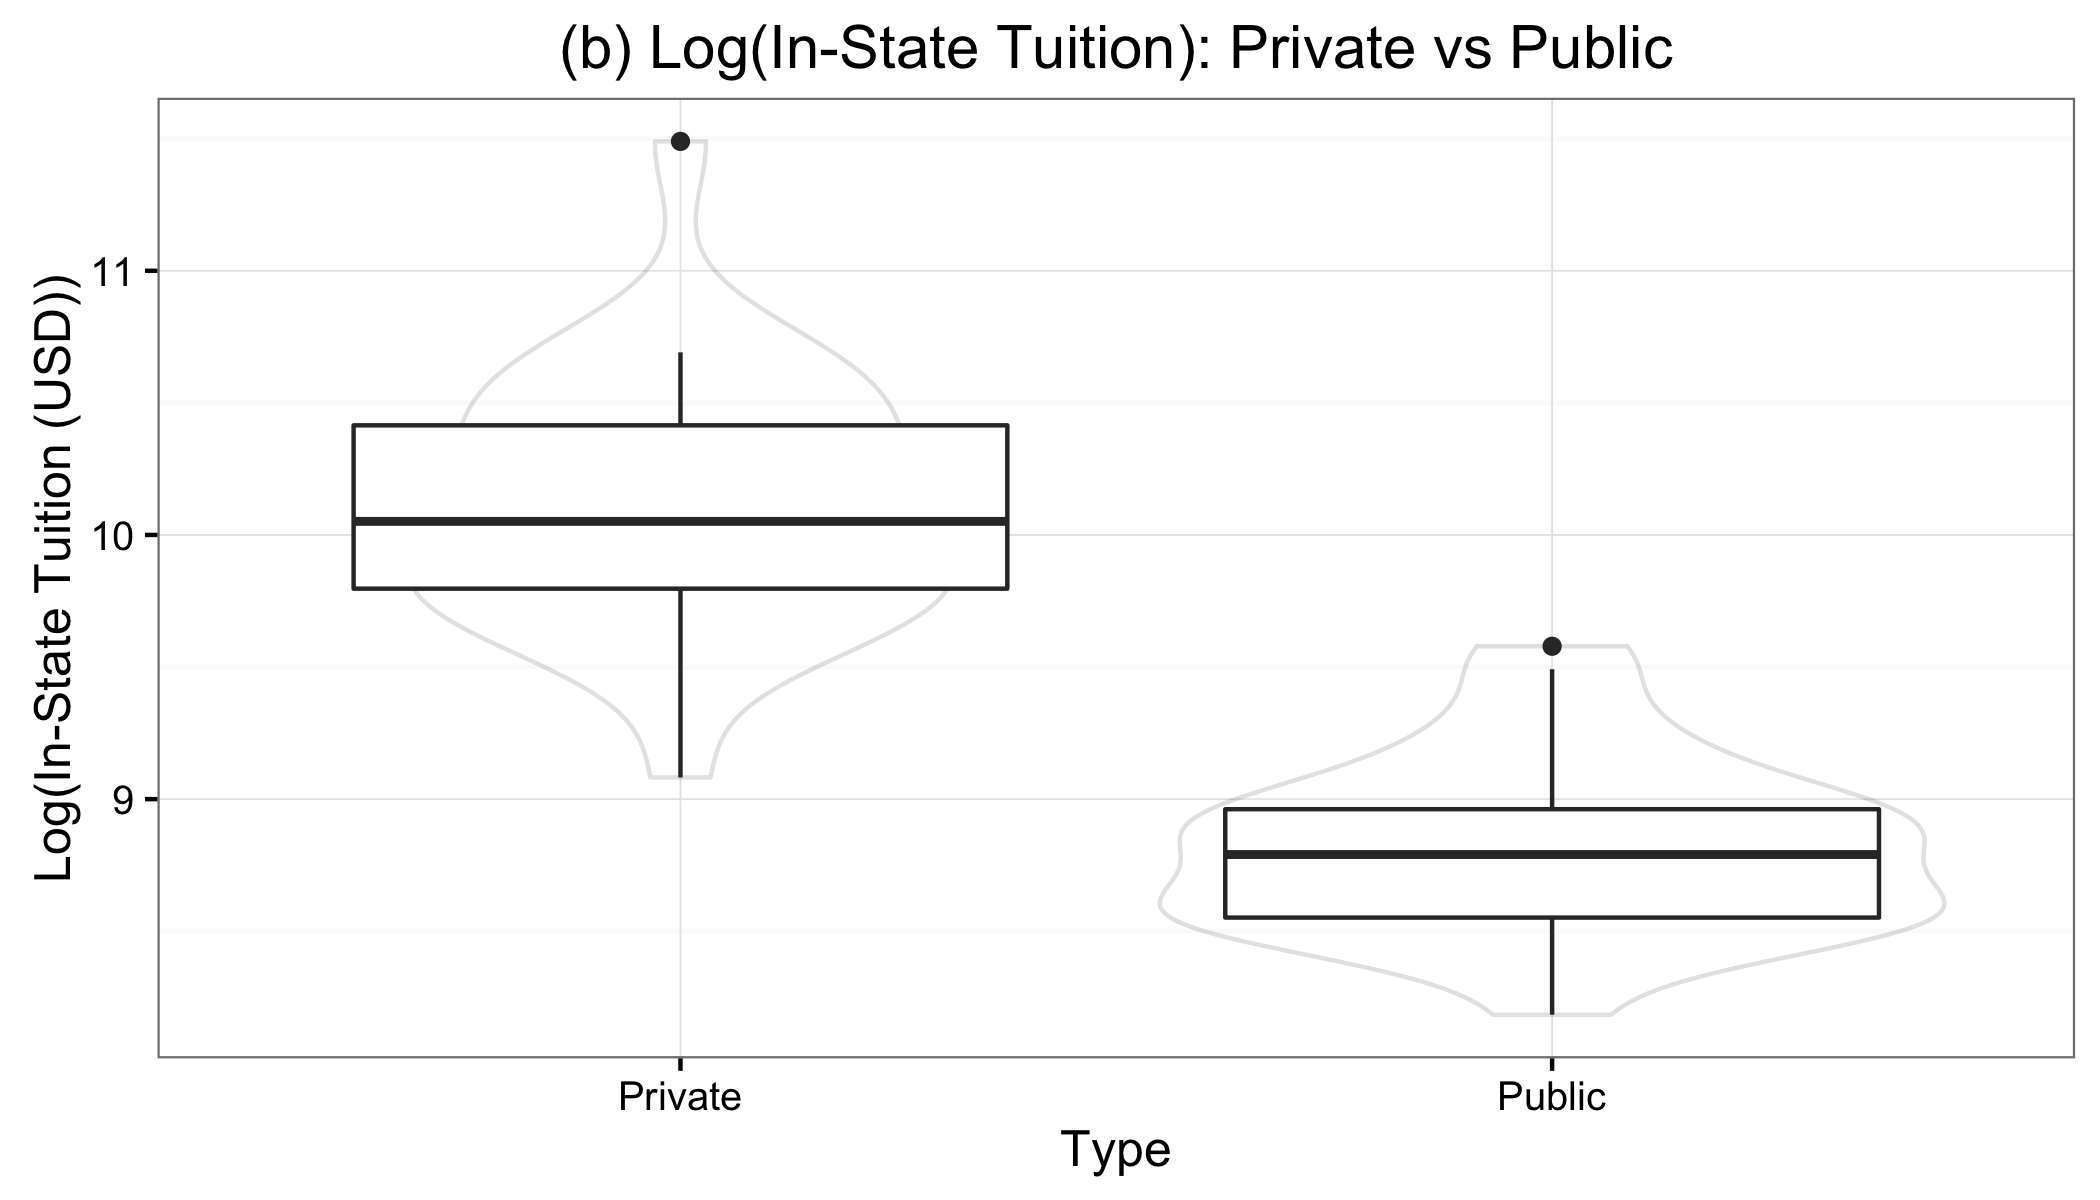 (b) Log(In-State Tuition): Private vs Public
Log(In-State Tuition (USD))
11
10
9
Private
Public
Type